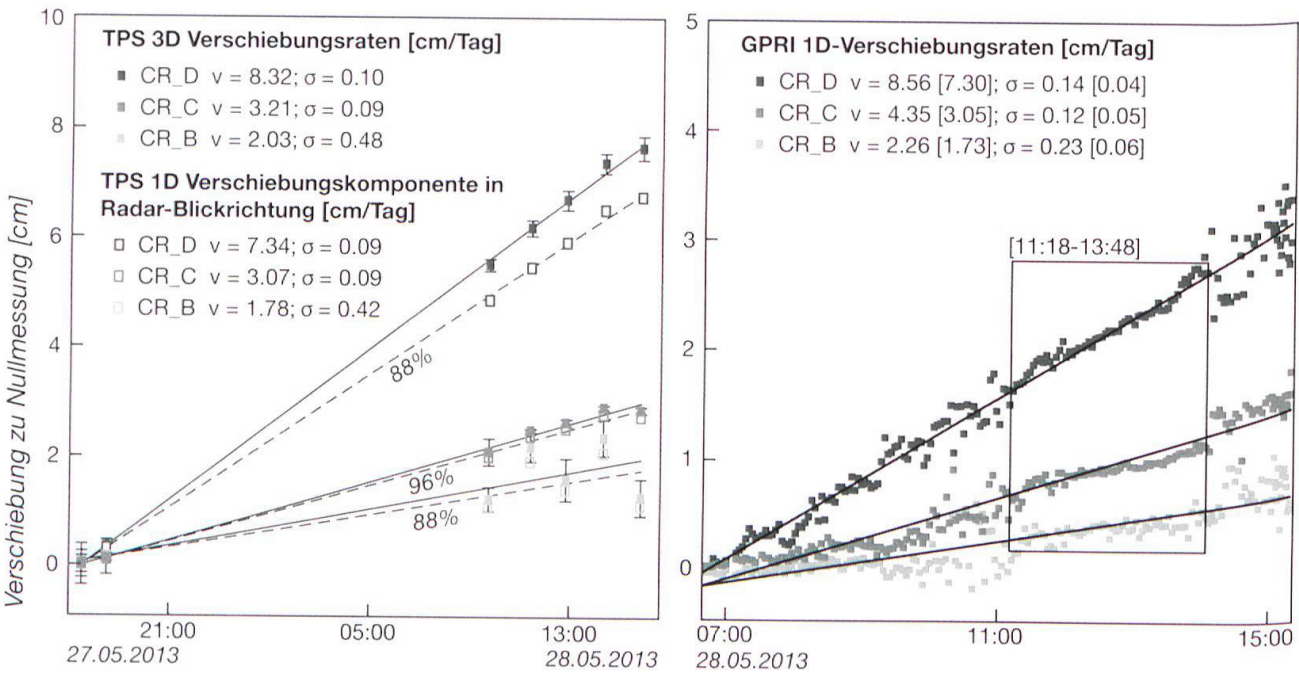 Verschiebung zu Nullmessung [cm]
10
8
6
4
2
0
TPS 3D Verschiebungsraten [cm/Tag]
CR_D v = 8.32; σ = 0.10
CR_C v = 3.21; σ = 0.09
CR_B v = 2.03; σ = 0.48
TPS 1D Verschiebungskomponente in
Radar-Blickrichtung [cm/Tag]
CR_D v = 7.34; σ = 0.09
CR_C v = 3.07; σ = 0.09
CR_B v = 1.78; σ = 0.42
88%
96%
88%
21:00
05:00
13:00
27.05.2013
28.05.2013
5
4
3
2
1
0
GPRI 1D-Verschiebungsraten [cm/Tag]
CR_D v = 8.56 [7.30]; σ = 0.14 [0.04]
CR_C v = 4.35 [3.05]; σ = 0.12 [0.05]
CR_B v = 2.26 [1.73]; σ = 0.23 [0.06]
[11:18-13:48]
07:00
11:00
15:00
28.05.2013